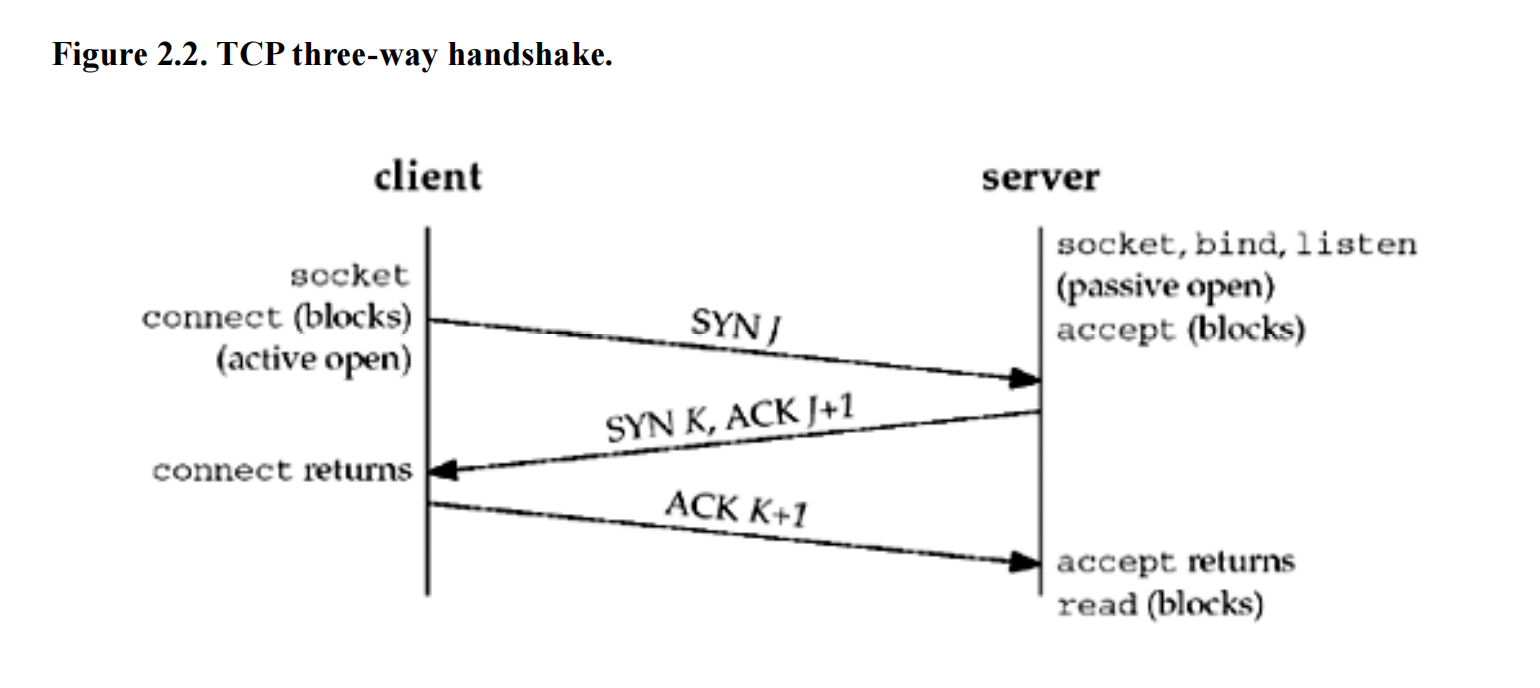 Figure 2.2. TCP three-way handshake.
client
server
socket, bind, listen
(passive open)
accept (blocks)
socket
connect (blocks)
(active open)
SYN J
SYN K, ACK J+1
connect returns
ACK K+1
accept returns
read (blocks)